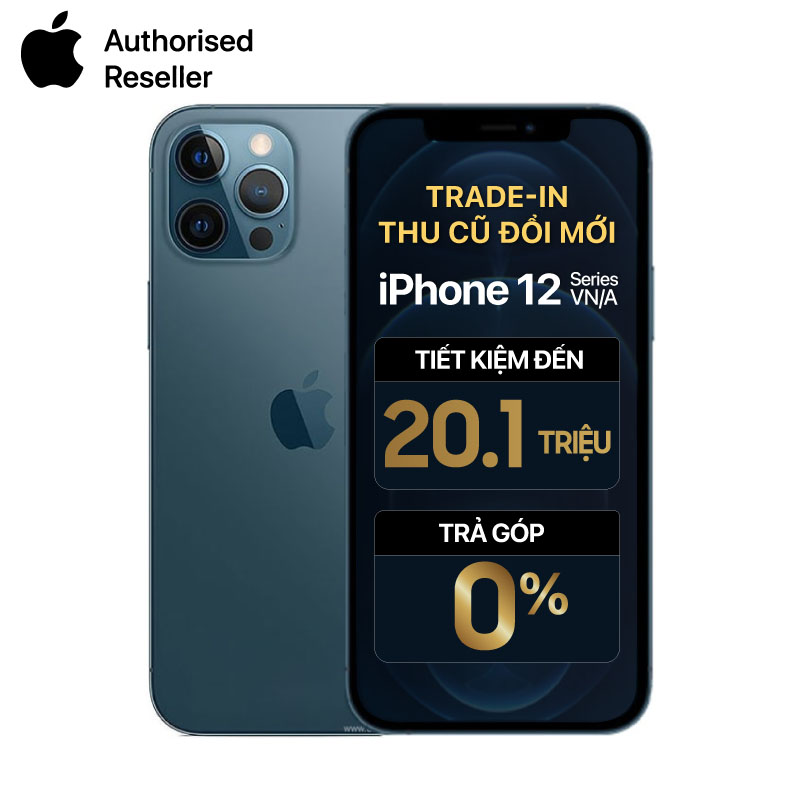 Authorised
Reseller
TRADE-IN
THU CŨ ĐỔI MỚI
iPhone 12 Series VN/A
TIẾT KIỆM ĐẾN
20.1 TRIỆU
TRẢ GÓP
0%